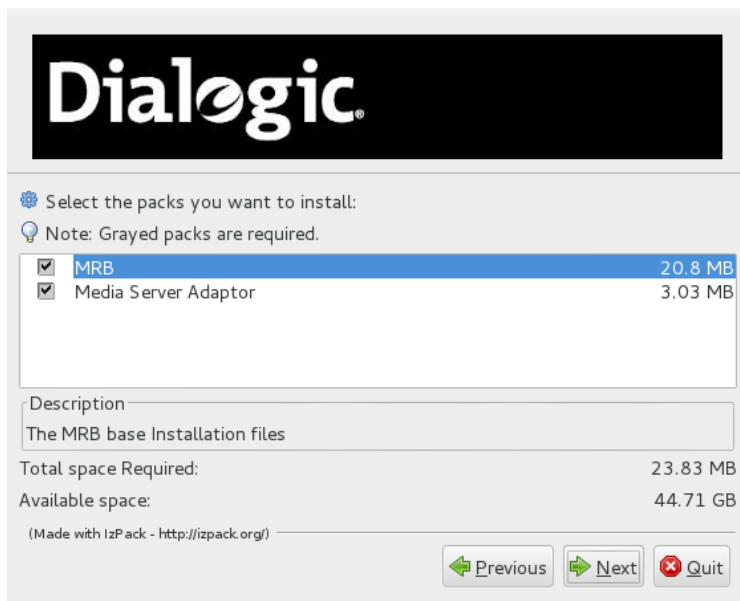 Dialogic®
Select the packs you want to install:
Note: Grayed packs are required.
MRB 20.8 MB
Media Server Adaptor 3.03 MB
Description
The MRB base Installation files
Total space Required: 23.83 MB
Available space: 44.71 GB
(Made with IzPack - http://izpack.org/)
Previous Next Quit